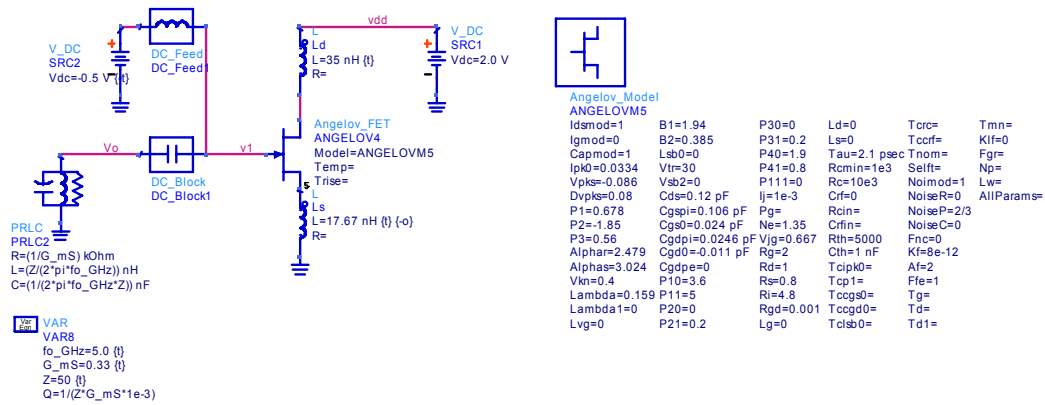 vdd
V_DC
SRC2
Vdc=-0.5 V {-t}
+
DC_Feed
DC_Feed1
L
Ld
L=35 nH {t}
R=
+
V_DC
SRC1
Vdc=2.0 V
Vo
v1
DC_Block
DC_Block1
Angelov_FET
ANGELOV4
Model=ANGELOVM5
Temp=
Trise=
s
L
Ls
L=17.67 nH {t} {-o}
R=
PRLC
PRLC2
R=(1/G_mS) kOhm
L=(Z/(2*pi*fo_GHz)) nH
C=(1/(2*pi*fo_GHz*Z)) nF
Var
Eqn
VAR
VAR8
fo_GHz=5.0 {t}
G_mS=0.33 {t}
Z=50 {t}
Q=1/(Z*G_mS*1e-3)
Angelov_Model
ANGELOVM5
Idsmod=1 B1=1.94 P30=0 Ld=0 Tcrc= Tmn=
Igmod=0 B2=0.385 P31=0.2 Ls=0 Tccrf= Klf=0
Capmod=1 Lsb0=0 P40=1.9 Tau=2.1 psec Tnom= Fgr=
Ipk0=0.0334 Vtr=30 P41=0.8 Rcmin=1e3 Selft= Np=
Vpks=-0.086 Vsb2=0 P111=0 Rc=10e3 Noimod=1 Lw=
Dvpks=0.08 Cds=0.12 pF Ij=1e-3 Crf=0 NoiseR=0 AllParams=
P1=0.678 Cgspi=0.106 pF Pg= Rcin= NoiseP=2/3
P2=-1.85 Cgs0=0.024 pF Ne=1.35 Crfin= NoiseC=0
P3=0.56 Cgdpi=0.0246 pF Vjg=0.667 Rth=5000 Fnc=0
Alphar=2.479 Cgd0=-0.011 pF Rg=2 Cth=1 nF Kf=8e-12
Alphas=3.024 Cgdpe=0 Rd=1 Tcipk0= Af=2
Vkn=0.4 P10=3.6 Rs=0.8 Tcp1= Ffe=1
Lambda=0.159 P11=5 Ri=4.8 Tccgs0= Tg=
Lambda1=0 P20=0 Rgd=0.001 Tccgd0= Td=
Lvg=0 P21=0.2 Lg=0 Tclsb0= Td1=